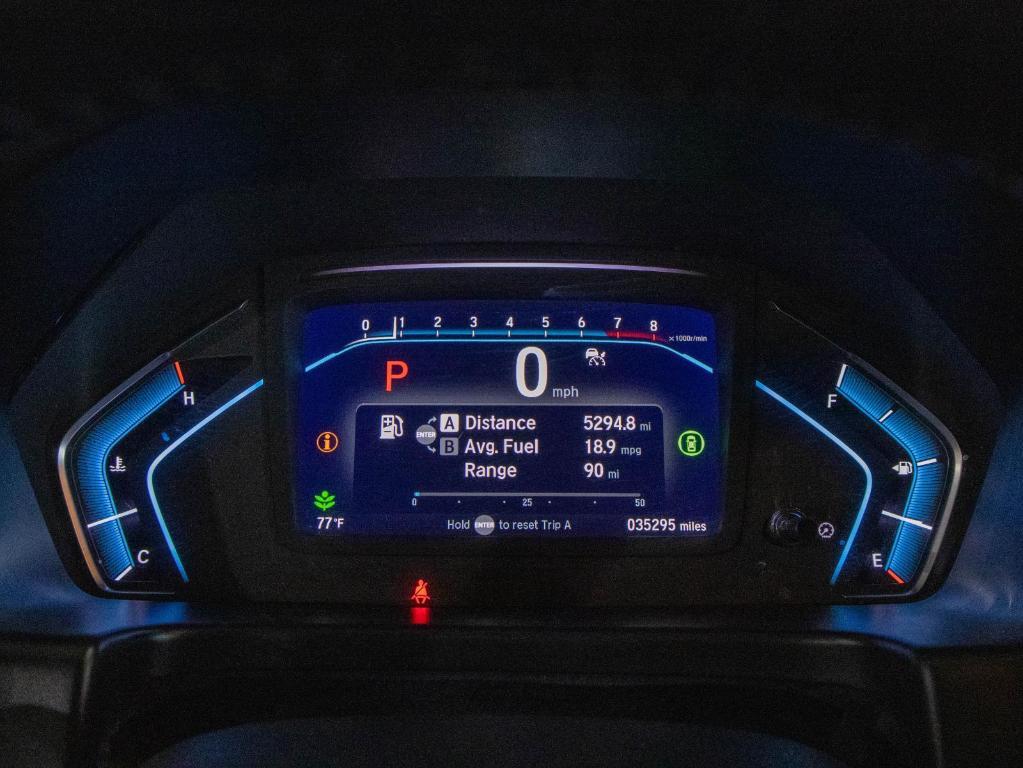 0 1 2 3 4 5 6 7 8
×1000r/min
P 0 mph
H
F
ENTER A Distance 5294.8 mi
B Avg. Fuel 18.9 mpg
Range 90 mi
i
0 25 50
77°F
Hold ENTER to reset Trip A
035295 miles
C
E